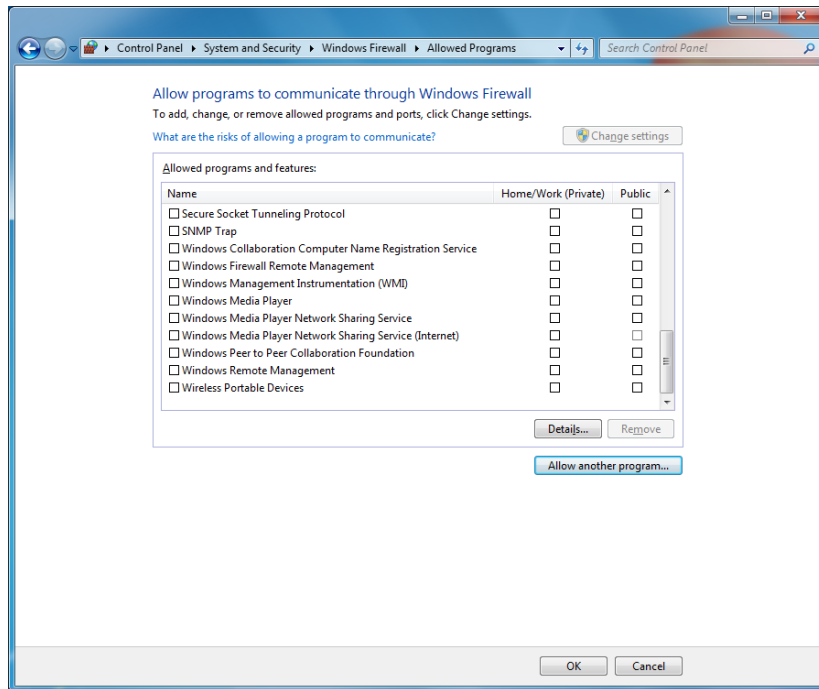 Control Panel ▸ System and Security ▸ Windows Firewall ▸ Allowed Programs
Search Control Panel
Allow programs to communicate through Windows Firewall
To add, change, or remove allowed programs and ports, click Change settings.
What are the risks of allowing a program to communicate?
Change settings
Allowed programs and features:
Name Home/Work (Private) Public
Secure Socket Tunneling Protocol
SNMP Trap
Windows Collaboration Computer Name Registration Service
Windows Firewall Remote Management
Windows Management Instrumentation (WMI)
Windows Media Player
Windows Media Player Network Sharing Service
Windows Media Player Network Sharing Service (Internet)
Windows Peer to Peer Collaboration Foundation
Windows Remote Management
Wireless Portable Devices
Details... Remove
Allow another program...
OK Cancel